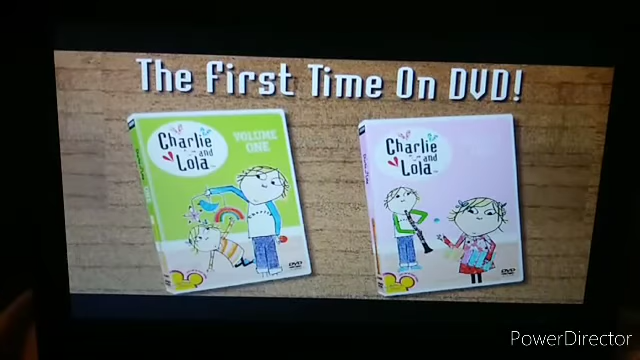 The First Time On DVD!
Charlie
and
Lola
VOLUME
ONE
Charlie
and
Lola
DVD
DVD
PowerDirector